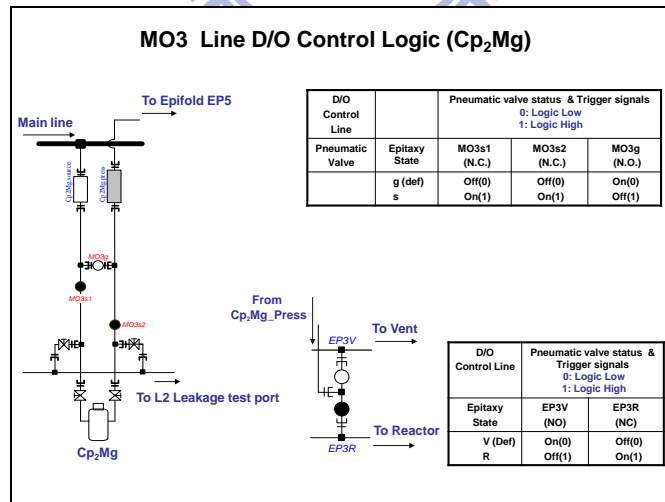 MO3 Line D/O Control Logic (Cp₂Mg)
To Epifold EP5
Main line
Cp2Mg.source
Cp2Mg.press
MO3g
MO3s1
MO3s2
To L2 Leakage test port
Cp₂Mg
D/O
Control
Line
Pneumatic valve status & Trigger signals
0: Logic Low
1: Logic High
Pneumatic
Valve
Epitaxy
State
MO3s1
(N.C.)
MO3s2
(N.C.)
MO3g
(N.O.)
g (def) Off(0) Off(0) On(0)
s On(1) On(1) Off(1)
From
Cp₂Mg_Press
To Vent
EP3V
To Reactor
EP3R
D/O
Control Line
Pneumatic valve status &
Trigger signals
0: Logic Low
1: Logic High
Epitaxy
State
EP3V
(NO)
EP3R
(NC)
V (Def) On(0) Off(0)
R Off(1) On(1)